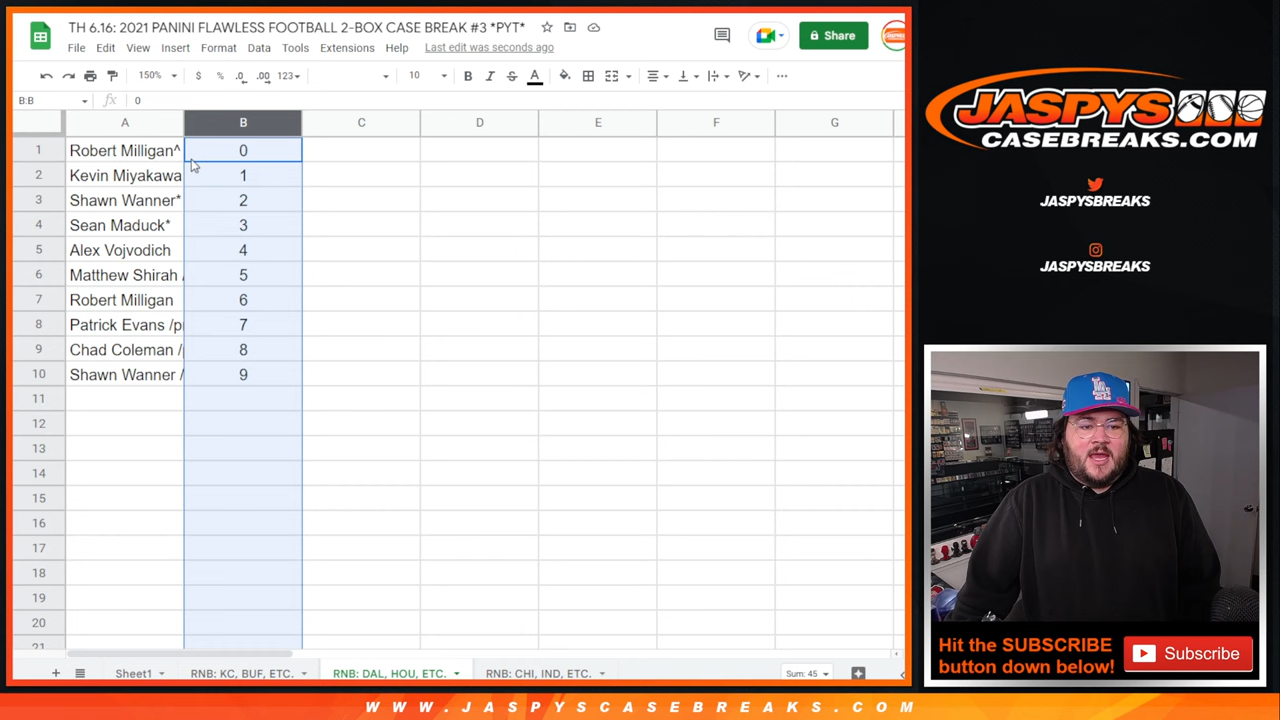 TH 6.16: 2021 PANINI FLAWLESS FOOTBALL 2-BOX CASE BREAK #3 *PYT*
File Edit View Insert Format Data Tools Extensions Help Last edit was seconds ago
Share
150% $ % .0 .00 123 10 B I S A
B:B fx 0
A B C D E F G
1 Robert Milligan^ 0
2 Kevin Miyakawa 1
3 Shawn Wanner* 2
4 Sean Maduck* 3
5 Alex Vojvodich 4
6 Matthew Shirah 5
7 Robert Milligan 6
8 Patrick Evans /p 7
9 Chad Coleman / 8
10 Shawn Wanner / 9
11
12
13
14
15
16
17
18
19
20
21
Sheet1 RNB: KC, BUF, ETC. RNB: DAL, HOU, ETC. RNB: CHI, IND, ETC. Sum: 45
JASPYS
CASEBREAKS.COM
JASPYSBREAKS
JASPYSBREAKS
Hit the SUBSCRIBE
button down below!
Subscribe
WWW.JASPYSCASEBREAKS.COM